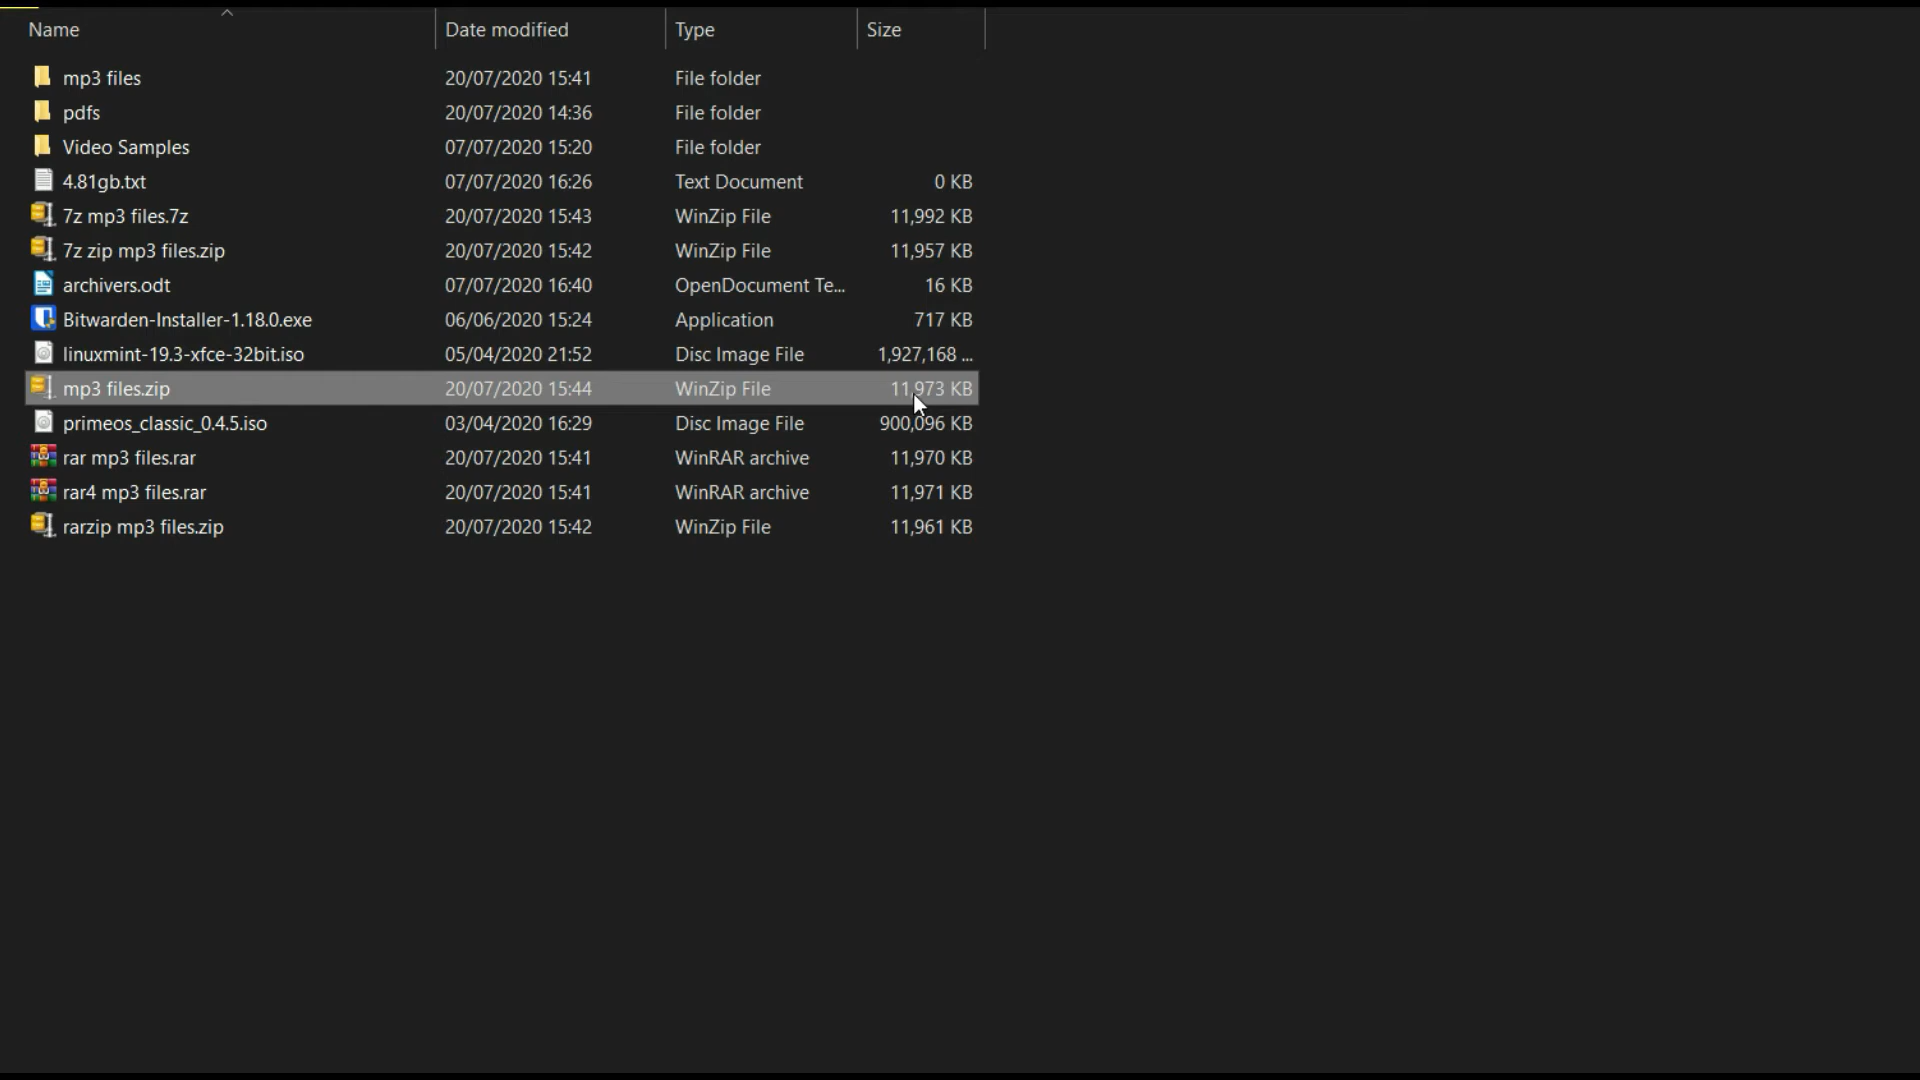 Name Date modified Type Size
mp3 files 20/07/2020 15:41 File folder
pdfs 20/07/2020 14:36 File folder
Video Samples 07/07/2020 15:20 File folder
4.81gb.txt 07/07/2020 16:26 Text Document 0 KB
7z mp3 files.7z 20/07/2020 15:43 WinZip File 11,992 KB
7z zip mp3 files.zip 20/07/2020 15:42 WinZip File 11,957 KB
archivers.odt 07/07/2020 16:40 OpenDocument Te... 16 KB
Bitwarden-Installer-1.18.0.exe 06/06/2020 15:24 Application 717 KB
linuxmint-19.3-xfce-32bit.iso 05/04/2020 21:52 Disc Image File 1,927,168 ...
mp3 files.zip 20/07/2020 15:44 WinZip File 11,973 KB
primeos_classic_0.4.5.iso 03/04/2020 16:29 Disc Image File 900,096 KB
rar mp3 files.rar 20/07/2020 15:41 WinRAR archive 11,970 KB
rar4 mp3 files.rar 20/07/2020 15:41 WinRAR archive 11,971 KB
rarzip mp3 files.zip 20/07/2020 15:42 WinZip File 11,961 KB